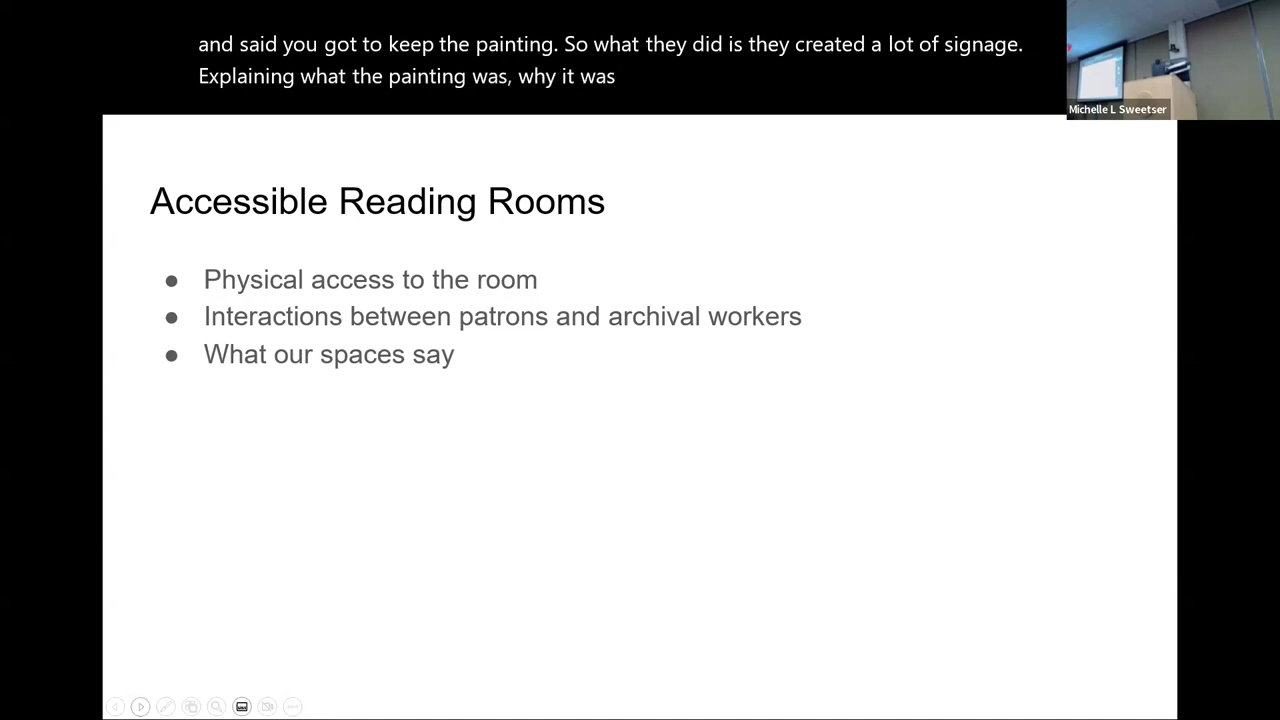 and said you got to keep the painting. So what they did is they created a lot of signage.
Explaining what the painting was, why it was
Michelle L Sweetser
Accessible Reading Rooms
● Physical access to the room
● Interactions between patrons and archival workers
● What our spaces say